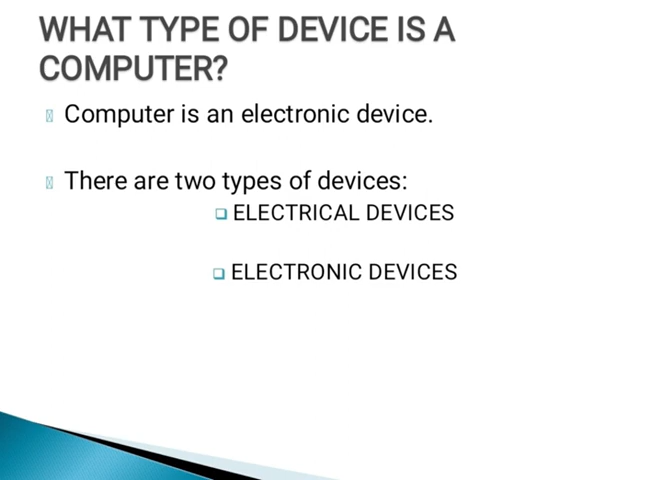 WHAT TYPE OF DEVICE IS A
COMPUTER?
Computer is an electronic device.
There are two types of devices:
ELECTRICAL DEVICES
ELECTRONIC DEVICES